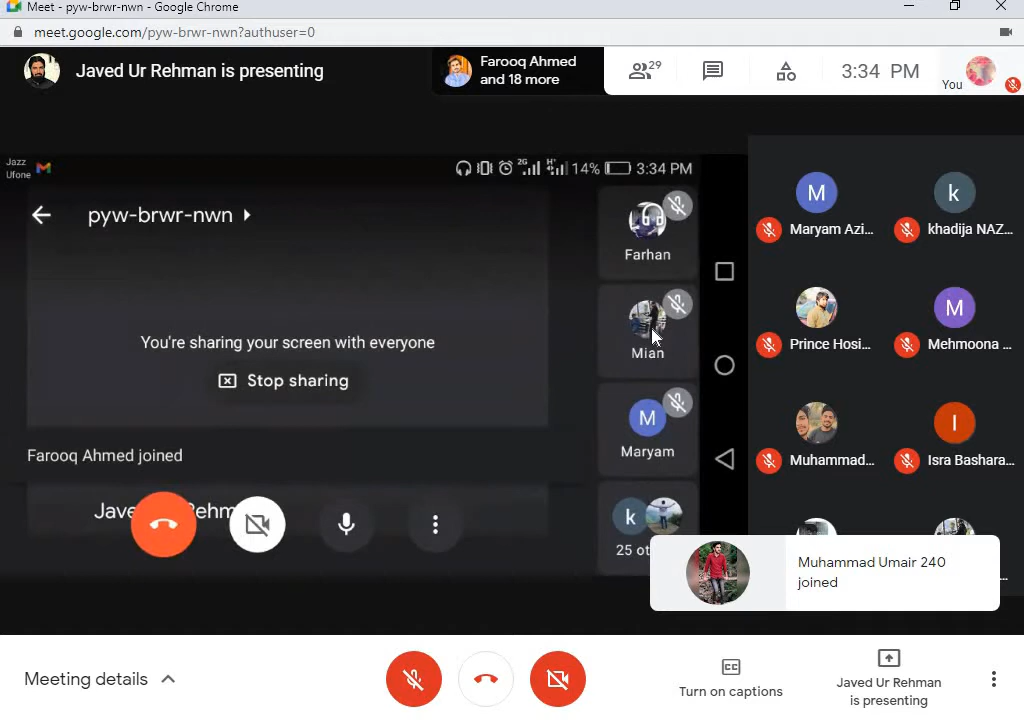 Meet - pyw-brwr-nwn - Google Chrome
meet.google.com/pyw-brwr-nwn?authuser=0
Javed Ur Rehman is presenting
Farooq Ahmed
and 18 more
29
3:34 PM
You
Jazz
Ufone
2G
H+
14%
3:34 PM
pyw-brwr-nwn
Farhan
You're sharing your screen with everyone
Stop sharing
Mian
M
Maryam
Farooq Ahmed joined
Jave
Rehm
k
25 ot
M
Maryam Azi...
k
khadija NAZ...
Prince Hosi...
M
Mehmoona ...
Muhammad...
I
Isra Bashara...
Muhammad Umair 240
joined
Meeting details
CC
Turn on captions
Javed Ur Rehman
is presenting